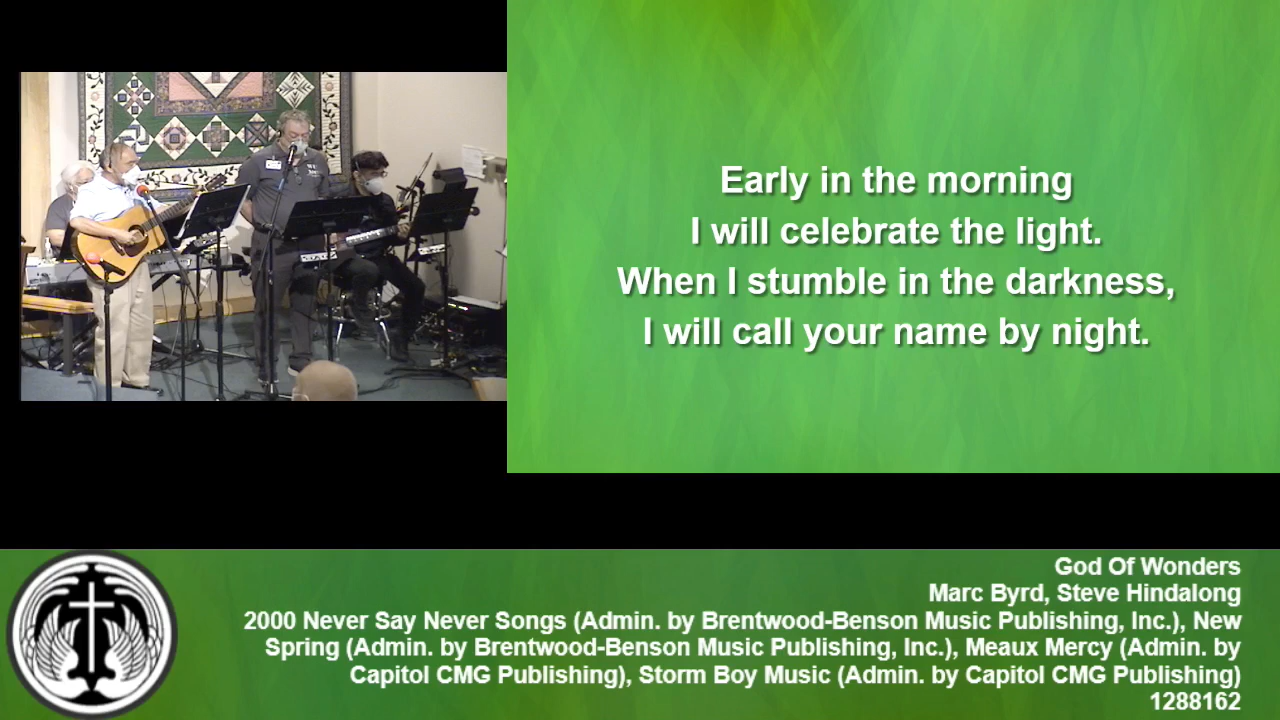 Early in the morning
I will celebrate the light.
When I stumble in the darkness,
I will call your name by night.
God Of Wonders
Marc Byrd, Steve Hindalong
2000 Never Say Never Songs (Admin. by Brentwood-Benson Music Publishing, Inc.), New
Spring (Admin. by Brentwood-Benson Music Publishing, Inc.), Meaux Mercy (Admin. by
Capitol CMG Publishing), Storm Boy Music (Admin. by Capitol CMG Publishing)
1288162